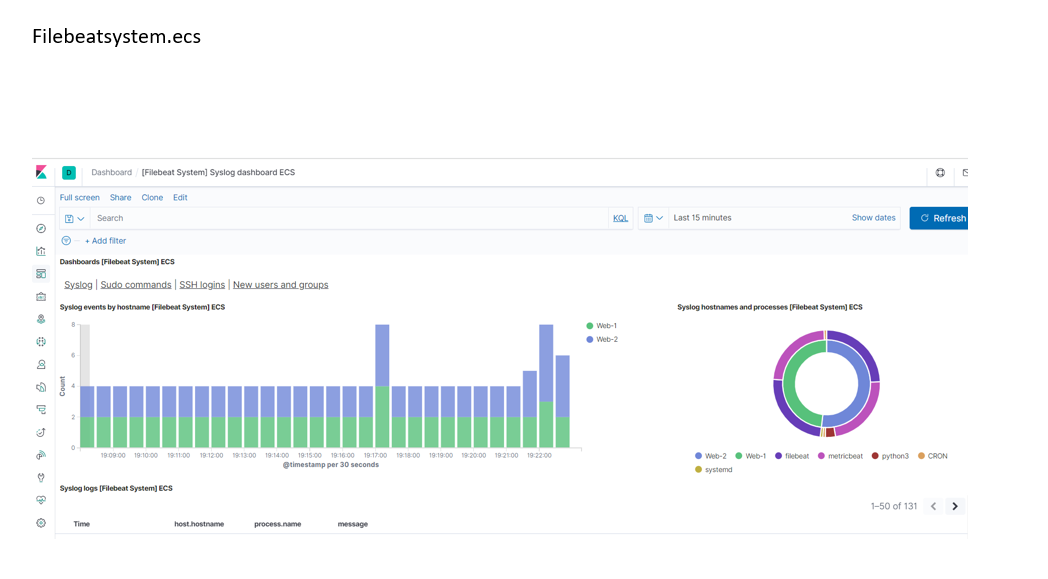 Filebeatsystem.ecs
D Dashboard / [Filebeat System] Syslog dashboard ECS
Full screen Share Clone Edit
Search KQL Last 15 minutes Show dates Refresh
+ Add filter
Dashboards [Filebeat System] ECS
Syslog | Sudo commands | SSH logins | New users and groups
Syslog events by hostname [Filebeat System] ECS
8
6
4
2
0
Count
19:09:00 19:10:00 19:11:00 19:12:00 19:13:00 19:14:00 19:15:00 19:16:00 19:17:00 19:18:00 19:19:00 19:20:00 19:21:00 19:22:00
@timestamp per 30 seconds
Web-1
Web-2
Syslog hostnames and processes [Filebeat System] ECS
Web-2 Web-1 filebeat metricbeat python3 CRON
systemd
Syslog logs [Filebeat System] ECS
1–50 of 131
Time host.hostname process.name message